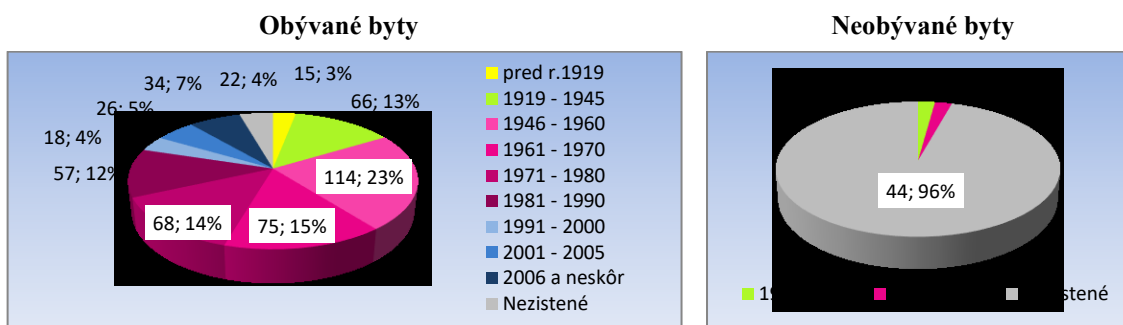 Obývané byty
34; 7%
22; 4%
15; 3%
26; 5%
66; 13%
18; 4%
57; 12%
114; 23%
68; 14%
75; 15%
pred r.1919
1919 - 1945
1946 - 1960
1961 - 1970
1971 - 1980
1981 - 1990
1991 - 2000
2001 - 2005
2006 a neskôr
Nezistené
Neobývané byty
44; 96%